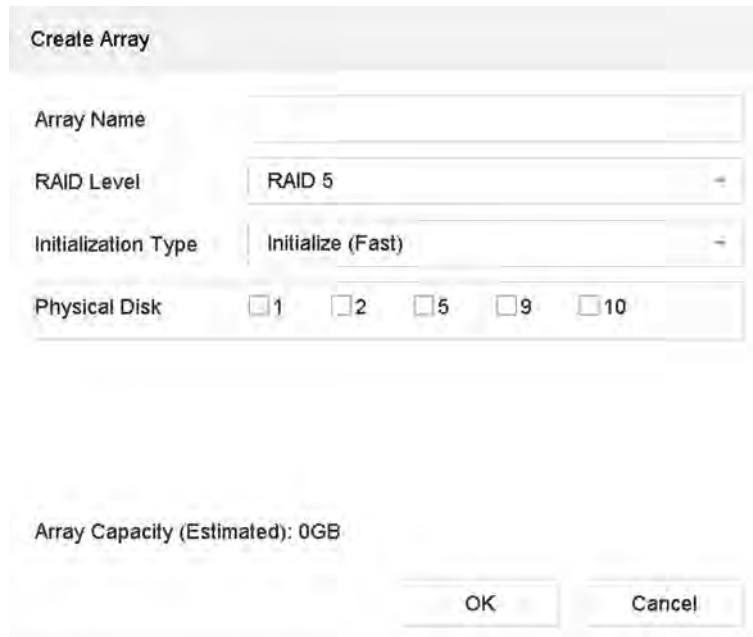 Create Array
Array Name
RAID Level RAID 5
Initialization Type Initialize (Fast)
Physical Disk 1 2 5 9 10
Array Capacity (Estimated): 0GB
OK Cancel